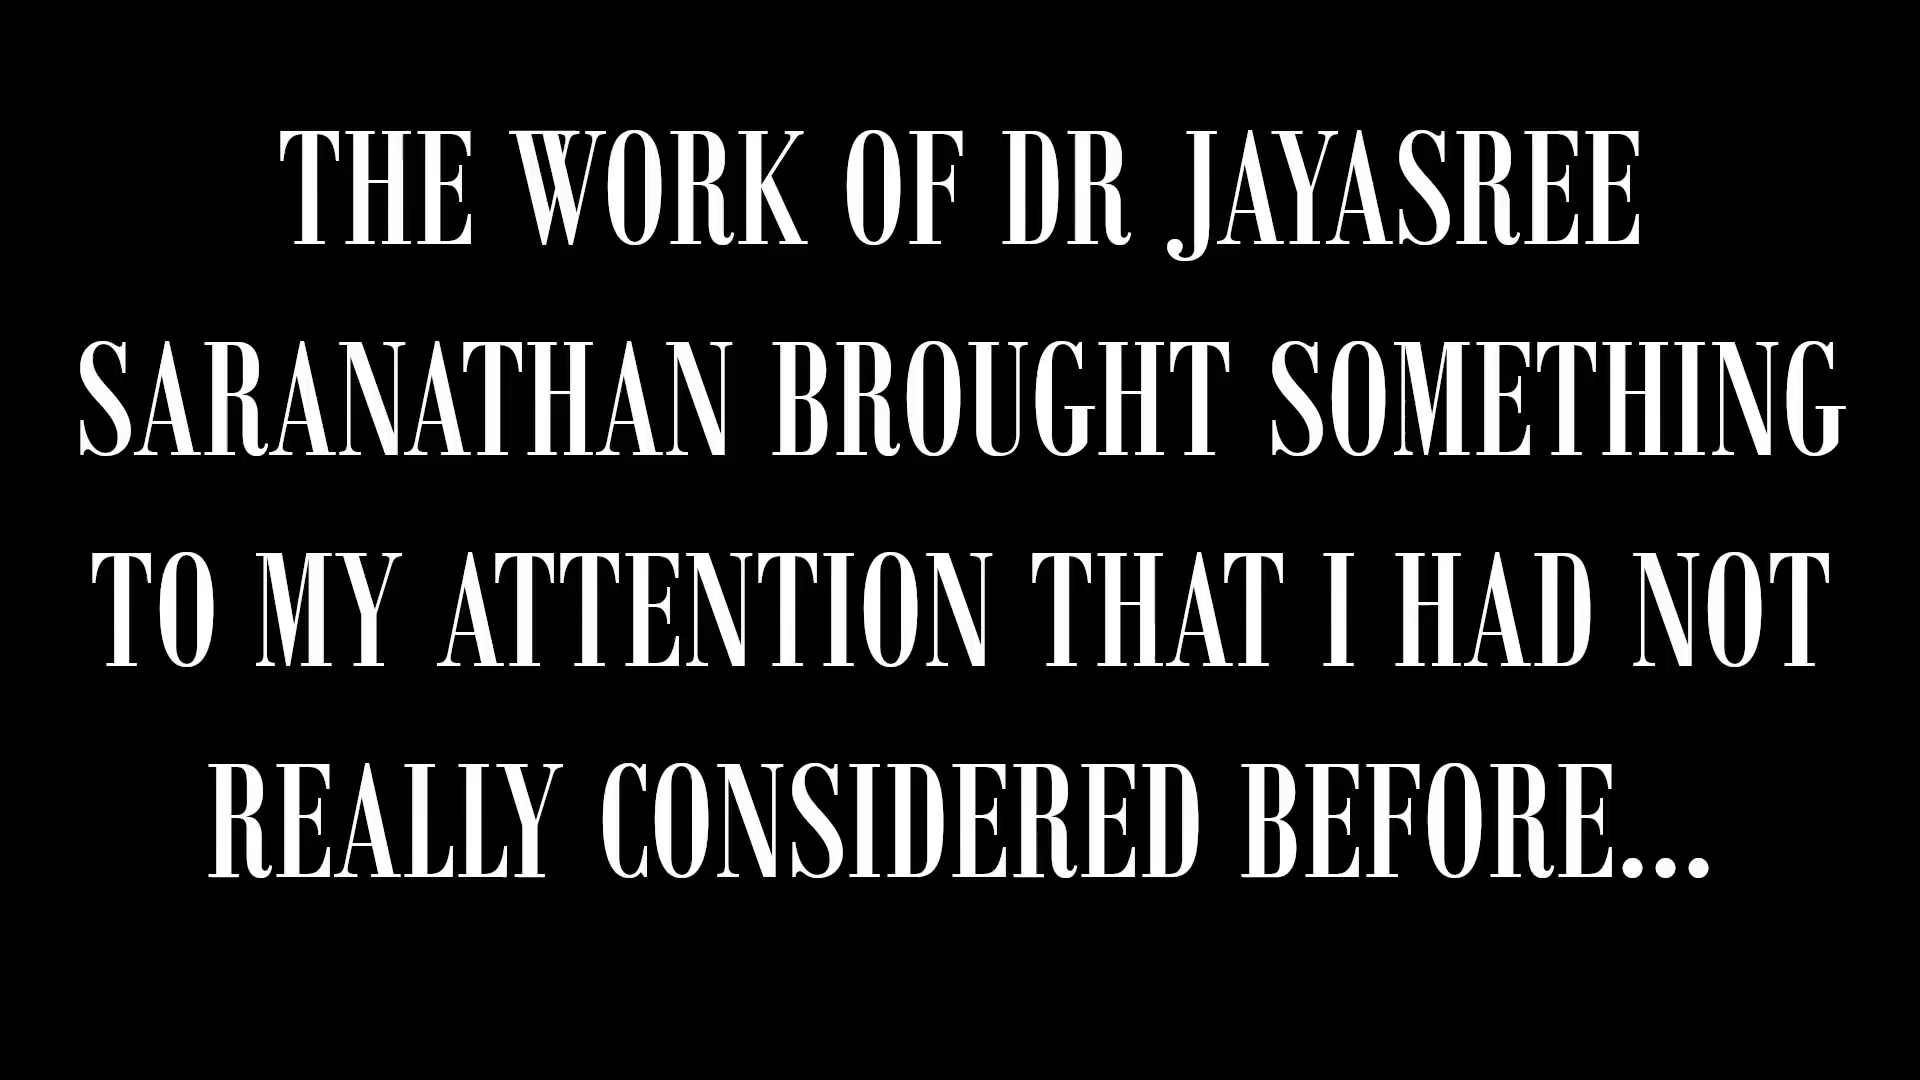 THE WORK OF DR JAYASREE
SARANATHAN BROUGHT SOMETHING
TO MY ATTENTION THAT I HAD NOT
REALLY CONSIDERED BEFORE...